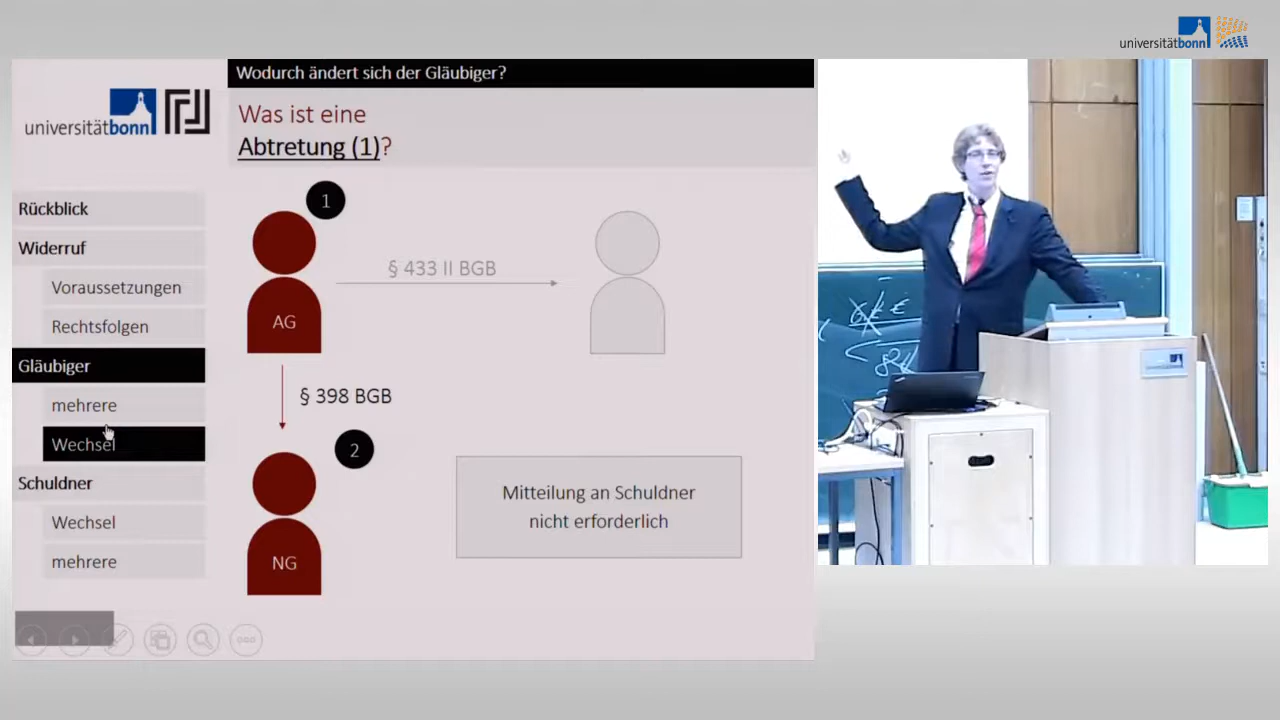 universitätbonn
Wodurch ändert sich der Gläubiger?
universitätbonn
Was ist eine
Abtretung (1)?
Rückblick
Widerruf
Voraussetzungen
Rechtsfolgen
Gläubiger
mehrere
Wechsel
Schuldner
Wechsel
mehrere
1
§ 433 II BGB
AG
§ 398 BGB
2
NG
Mitteilung an Schuldner
nicht erforderlich